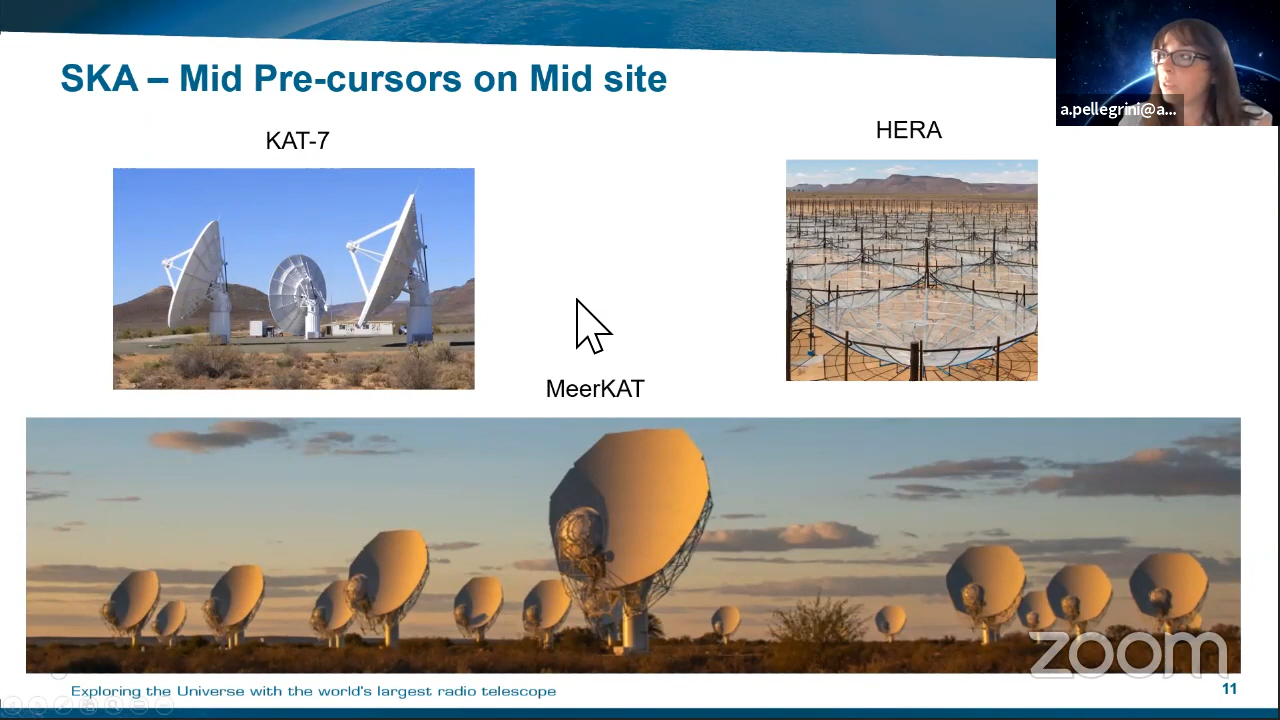 SKA – Mid Pre-cursors on Mid site
a.pellegrini@a...
KAT-7
HERA
MeerKAT
zoom
Exploring the Universe with the world's largest radio telescope
11